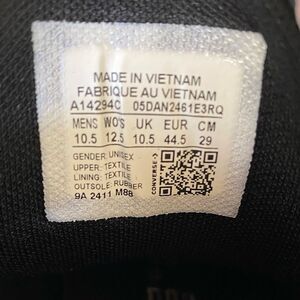 MADE IN VIETNAM
FABRIQUE AU VIETNAM
A14294C 05DAN2461E3RQ
MENS WO'S UK EUR CM
10.5 12.5 10.5 44.5 29
GENDER: UNISEX
UPPER: TEXTILE
LINING: TEXTILE
OUTSOLE: RUBBER
9A 2411 M88
CONVERSE